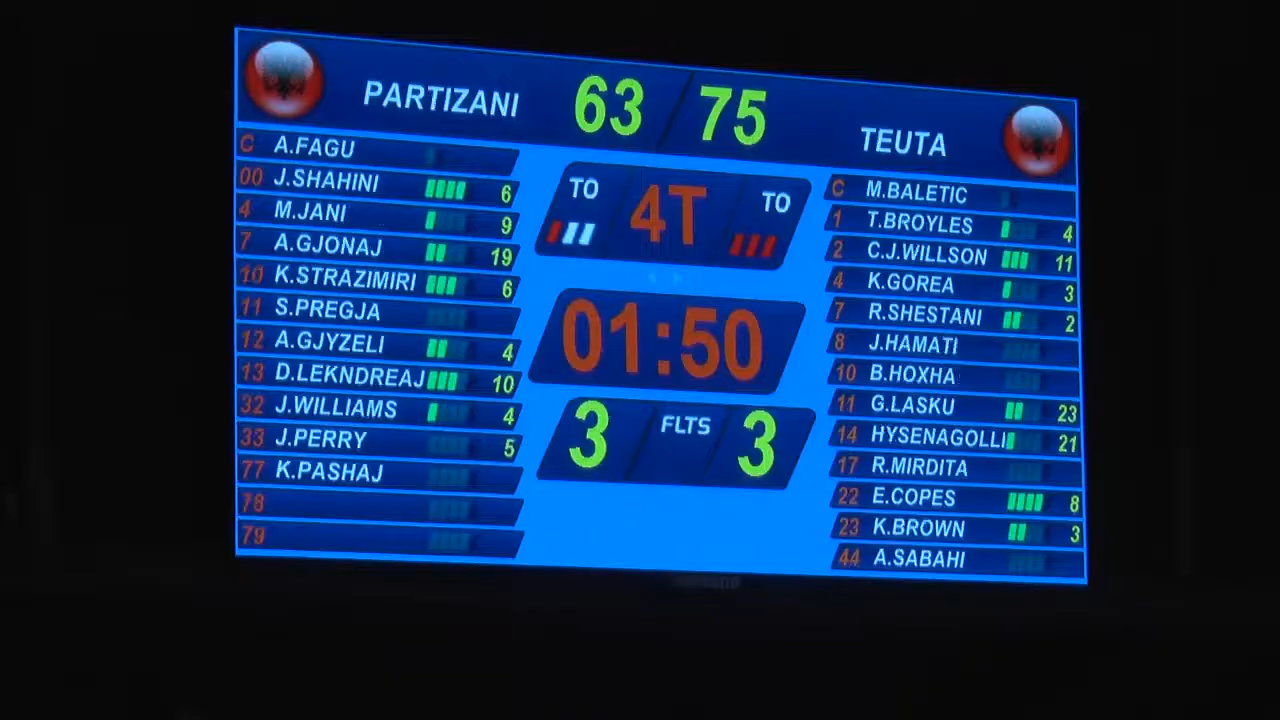 PARTIZANI 63 75 TEUTA
C A.FAGU
00 J.SHAHINI 6
4 M.JANI 9
7 A.GJONAJ 19
10 K.STRAZIMIRI 6
11 S.PREGJA
12 A.GJYZELI 4
13 D.LEKNDREAJ 10
32 J.WILLIAMS 4
33 J.PERRY 5
77 K.PASHAJ
78
79
TO 4T TO
01:50
3 FLTS 3
C M.BALETIC
1 T.BROYLES 4
2 C.J.WILLSON 11
4 K.GOREA 3
7 R.SHESTANI 2
8 J.HAMATI
10 B.HOXHA
11 G.LASKU 23
14 HYSENAGOLLI 21
17 R.MIRDITA
22 E.COPES 8
23 K.BROWN 3
44 A.SABAHI